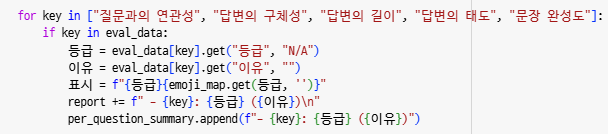 for key in ["질문과의 연관성", "답변의 구체성", "답변의 길이", "답변의 태도", "문장 완성도"]:
if key in eval_data:
등급 = eval_data[key].get("등급", "N/A")
이유 = eval_data[key].get("이유", "")
표시 = f"{등급}{emoji_map.get(등급, '')}"
report += f" - {key}: {등급} ({이유})\n"
per_question_summary.append(f"- {key}: {등급} ({이유})")